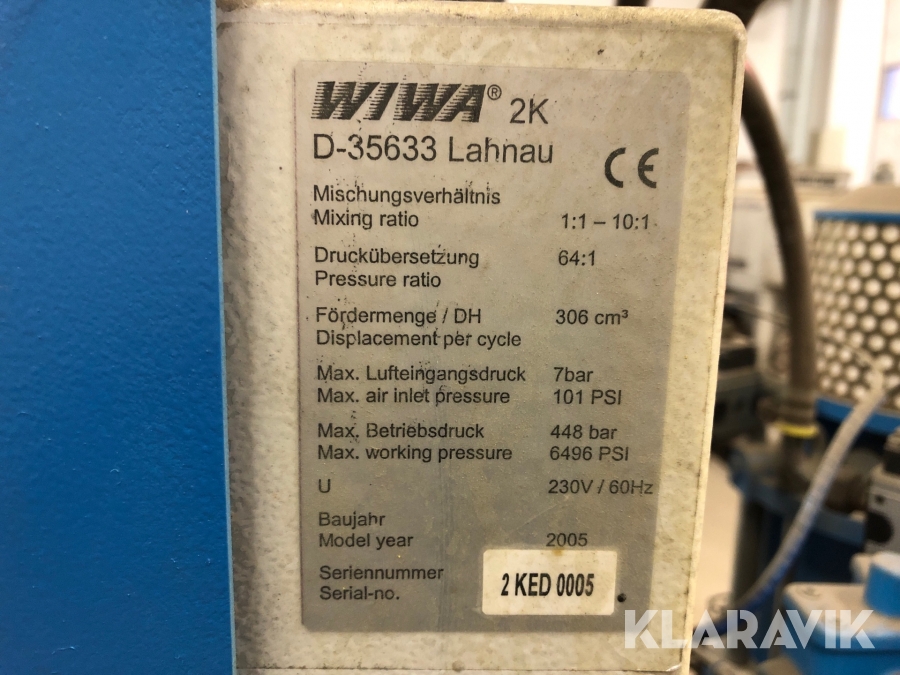 WIWA® 2K
D-35633 Lahnau
CE
Mischungsverhältnis
Mixing ratio 1:1 – 10:1
Druckübersetzung 64:1
Pressure ratio
Fördermenge / DH 306 cm³
Displacement per cycle
Max. Lufteingangsdruck 7bar
Max. air inlet pressure 101 PSI
Max. Betriebsdruck 448 bar
Max. working pressure 6496 PSI
U 230V / 60Hz
Baujahr
Model year 2005
Seriennummer
Serial-no. 2 KED 0005
KLARAVIK